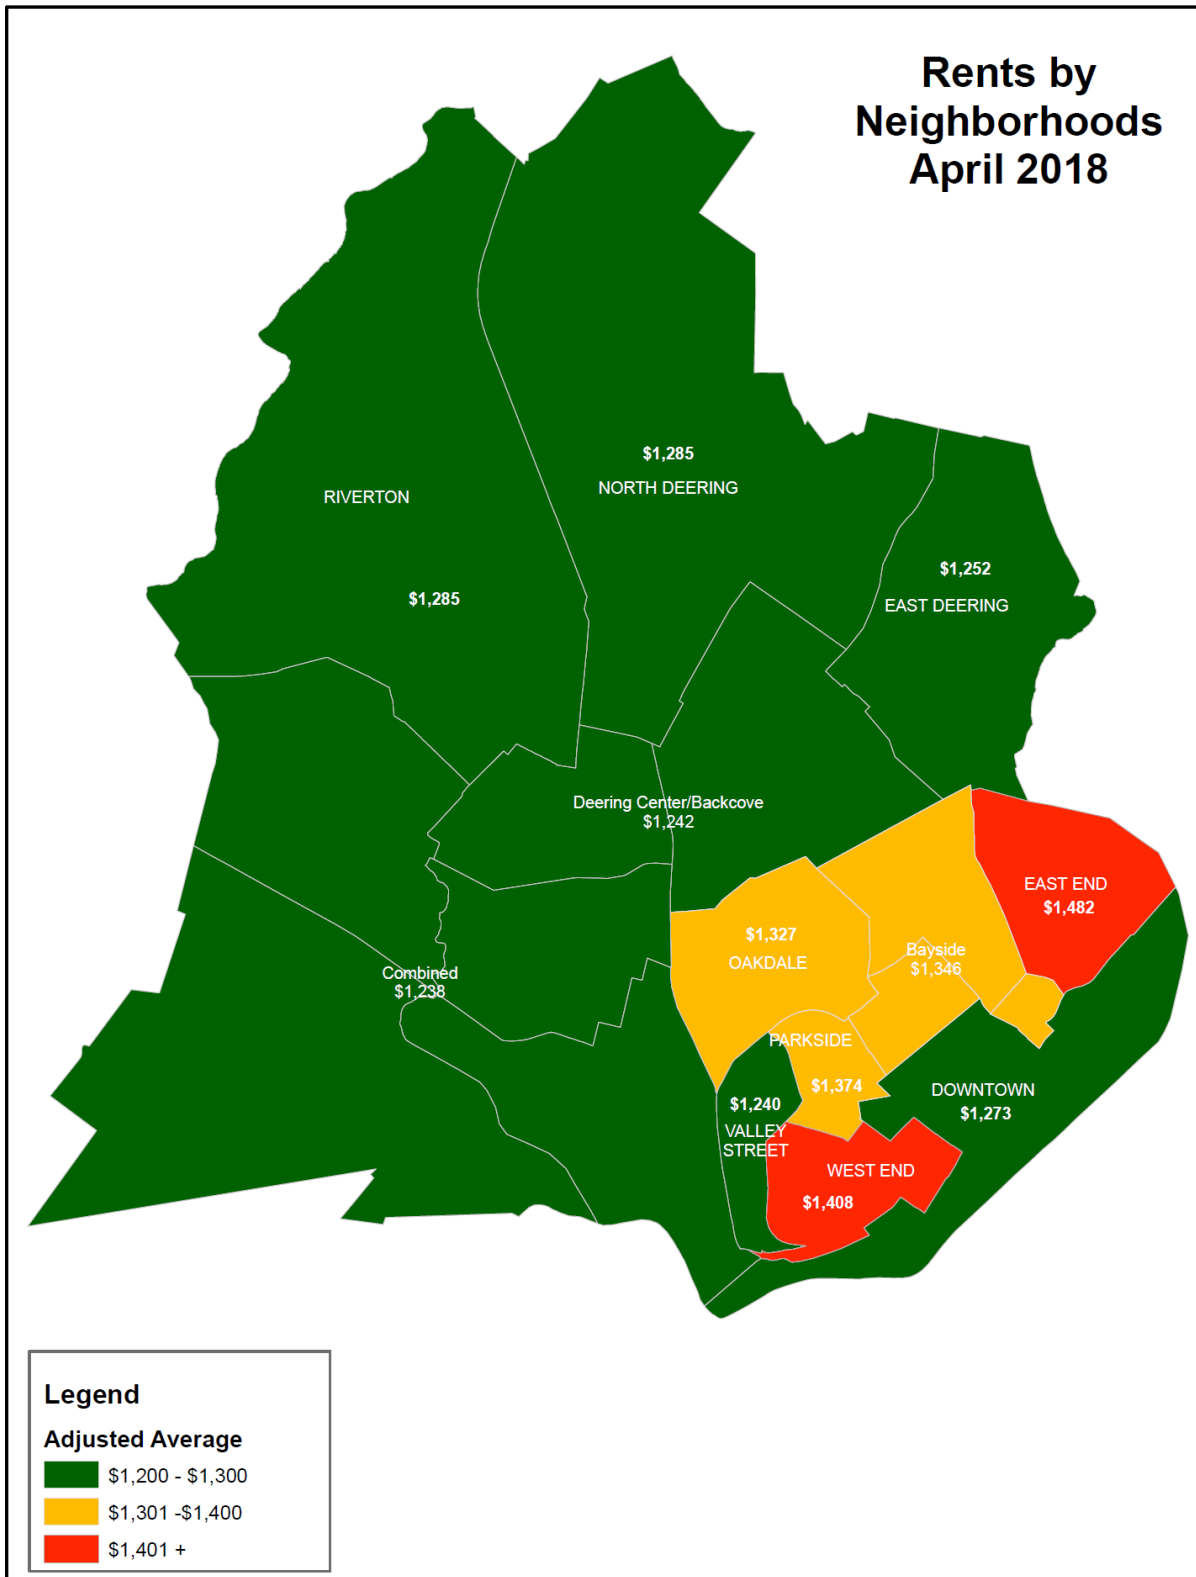 Rents by
Neighborhoods
April 2018
$1,285
NORTH DEERING
RIVERTON
$1,285
$1,252
EAST DEERING
Deering Center/Backcove
$1,242
EAST END
$1,482
$1,327
OAKDALE
Bayside
$1,346
Combined
$1,238
PARKSIDE
$1,374
DOWNTOWN
$1,273
$1,240
VALLEY
STREET
WEST END
$1,408
Legend
Adjusted Average
$1,200 - $1,300
$1,301 -$1,400
$1,401 +